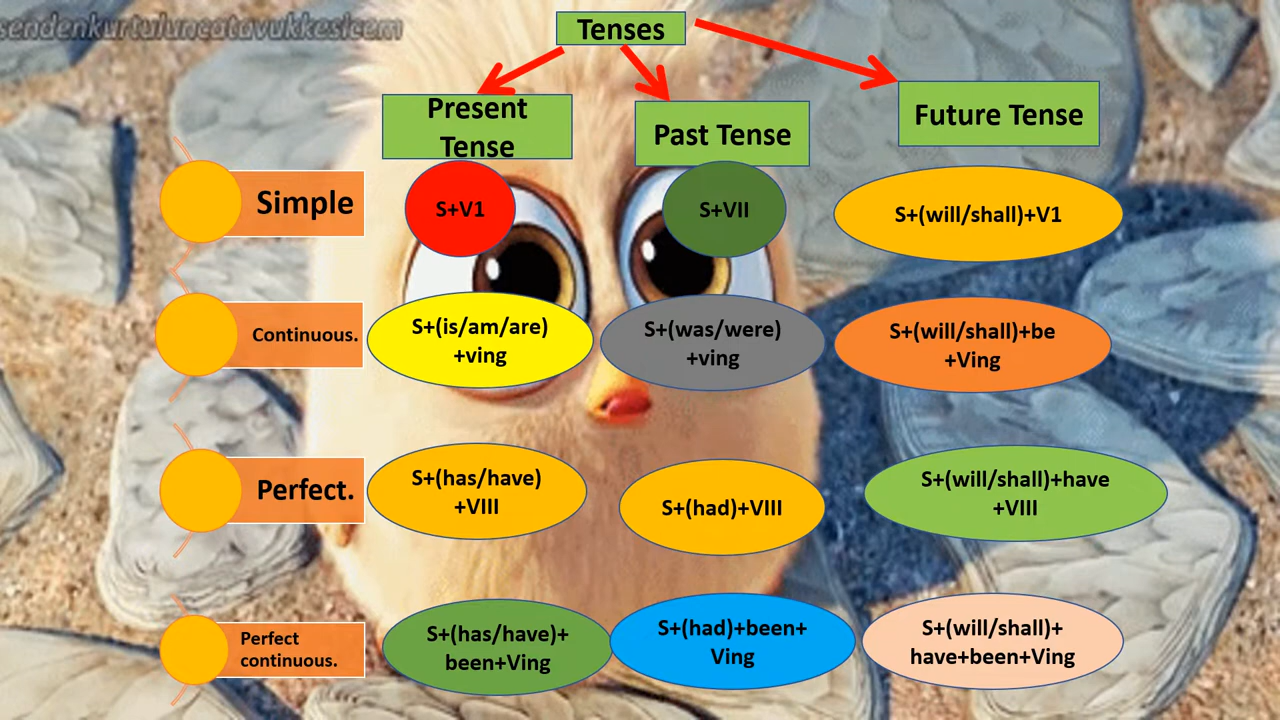 sendenkurtuluncatavukkesicem
Tenses
Present
Tense
Past Tense
Future Tense
Simple
S+V1
S+VII
S+(will/shall)+V1
Continuous.
S+(is/am/are)
+ving
S+(was/were)
+ving
S+(will/shall)+be
+Ving
Perfect.
S+(has/have)
+VIII
S+(had)+VIII
S+(will/shall)+have
+VIII
Perfect
continuous.
S+(has/have)+
been+Ving
S+(had)+been+
Ving
S+(will/shall)+
have+been+Ving